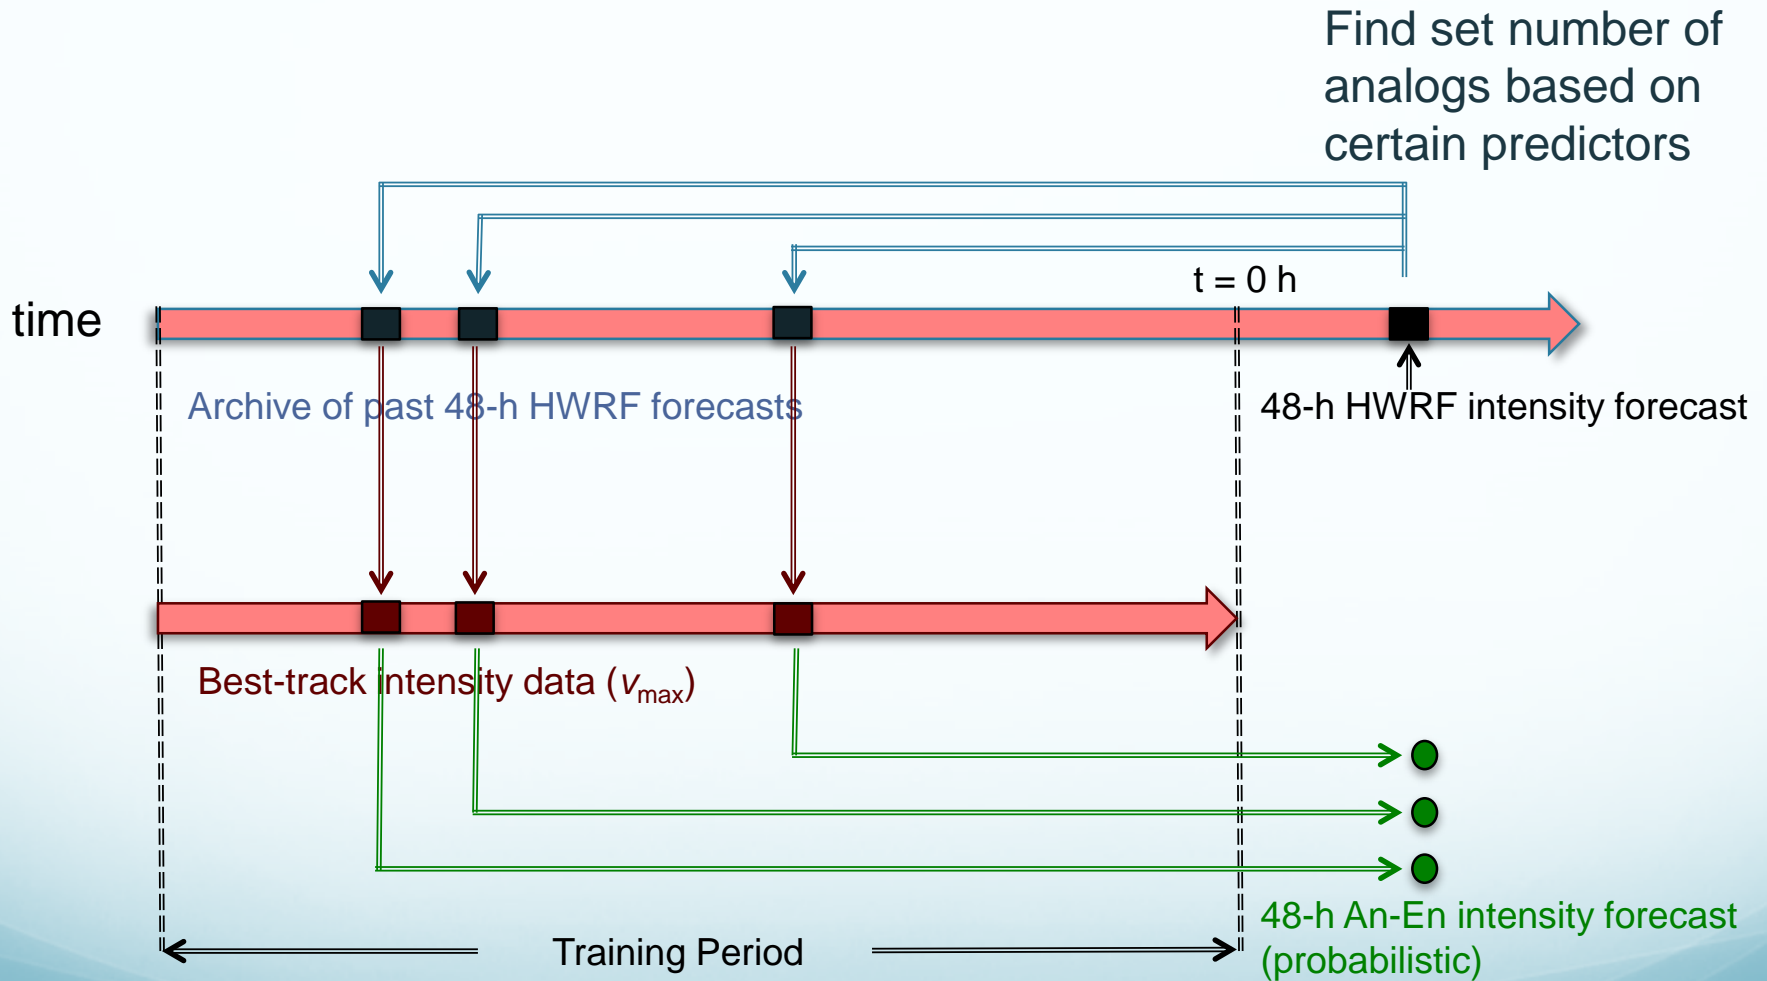 Find set number of
analogs based on
certain predictors
t = 0 h
time
Archive of past 48-h HWRF forecasts
48-h HWRF intensity forecast
Best-track intensity data (vmax)
48-h An-En intensity forecast
(probabilistic)
Training Period